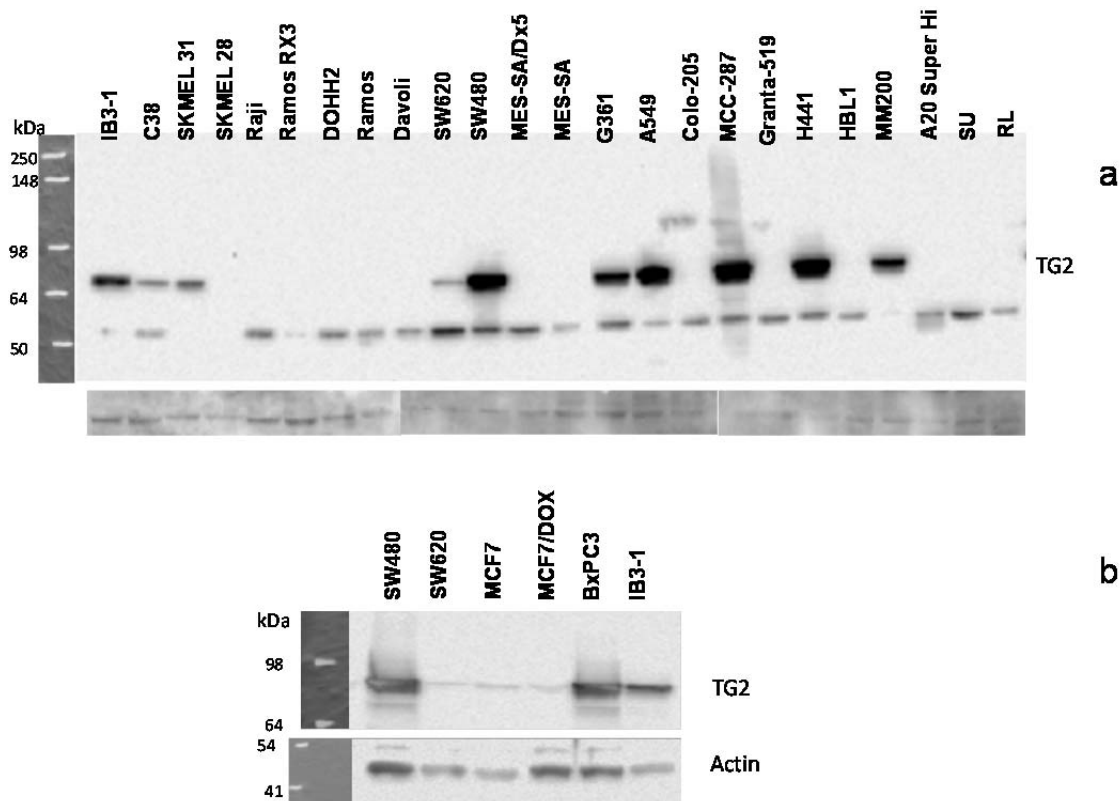 IB3-1
C38
SKMEL 31
SKMEL 28
Raji
Ramos RX3
DOHH2
Ramos
Davoli
SW620
SW480
MES-SA/Dx5
MES-SA
G361
A549
Colo-205
MCC-287
Granta-519
H441
HBL1
MM200
A20 Super Hi
SU
RL
kDa
250
148
98
64
50
a
TG2
SW480
SW620
MCF7
MCF7/DOX
BxPC3
IB3-1
b
kDa
98
64
TG2
54
41
Actin